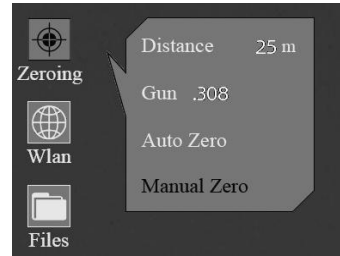 Zeroing
Wlan
Files
Distance 25 m
Gun .308
Auto Zero
Manual Zero